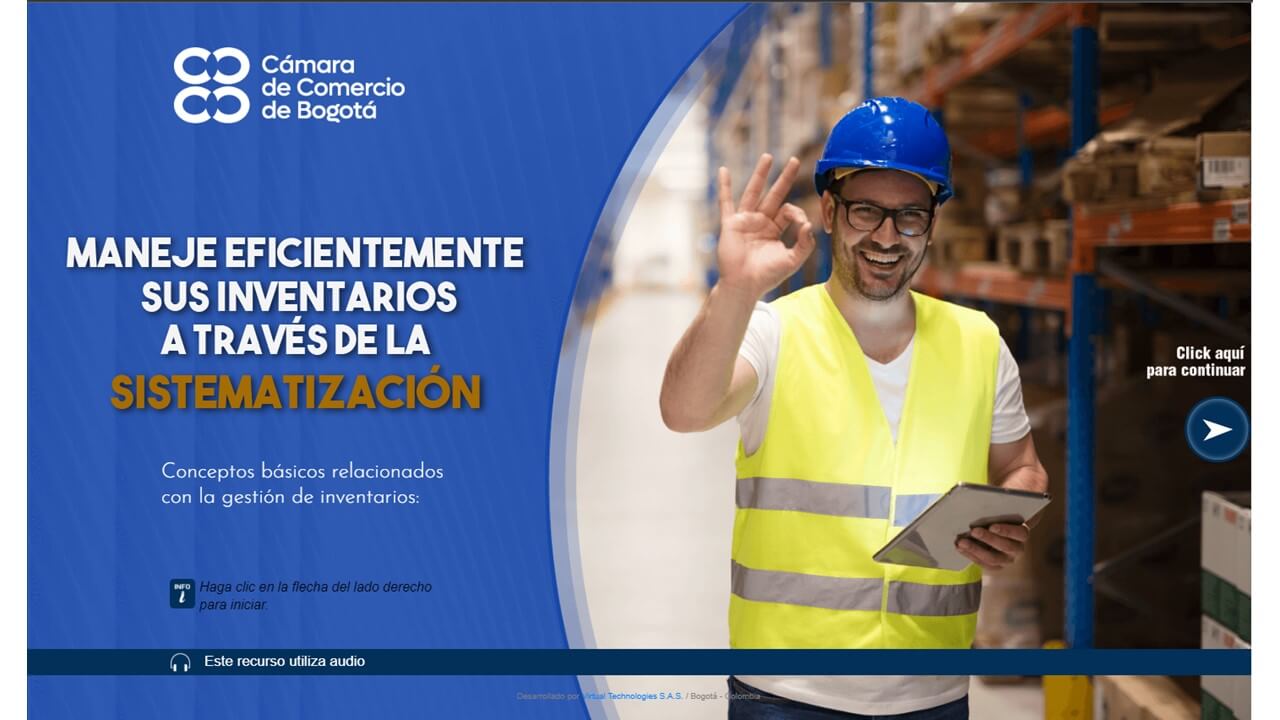 Cámara
de Comercio
de Bogotá
MANEJE EFICIENTEMENTE
SUS INVENTARIOS
A TRAVÉS DE LA
SISTEMATIZACIÓN
Conceptos básicos relacionados
con la gestión de inventarios:
Click aquí
para continuar
INFO
i
Haga clic en la flecha del lado derecho
para iniciar.
Este recurso utiliza audio
Desarrollado por Virtual Technologies S.A.S. / Bogotá - Colombia